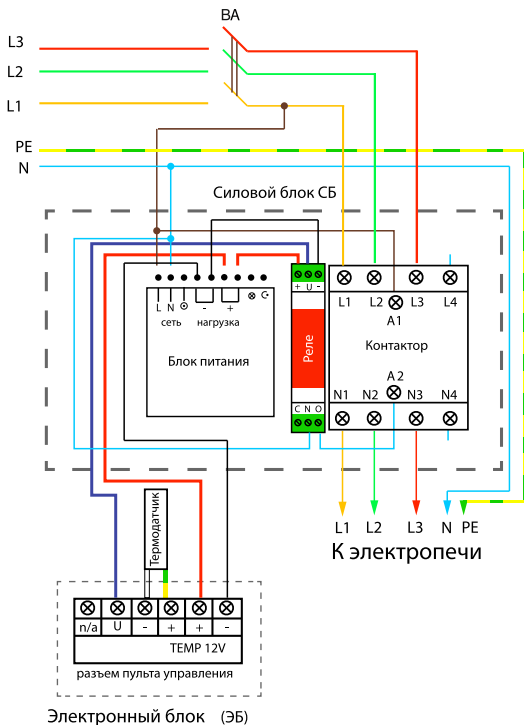 ВА
L3
L2
L1
PE
N
Силовой блок СБ
+ U -
L N
- +
сеть нагрузка
Блок питания
Реле
C N O
L1 L2 L3 L4
A1
Контактор
A 2
N1 N2 N3 N4
L1 L2 L3 N PE
К электропечи
Термодатчик
n/a U - + + -
TEMP 12V
разъем пульта управления
Электронный блок (ЭБ)